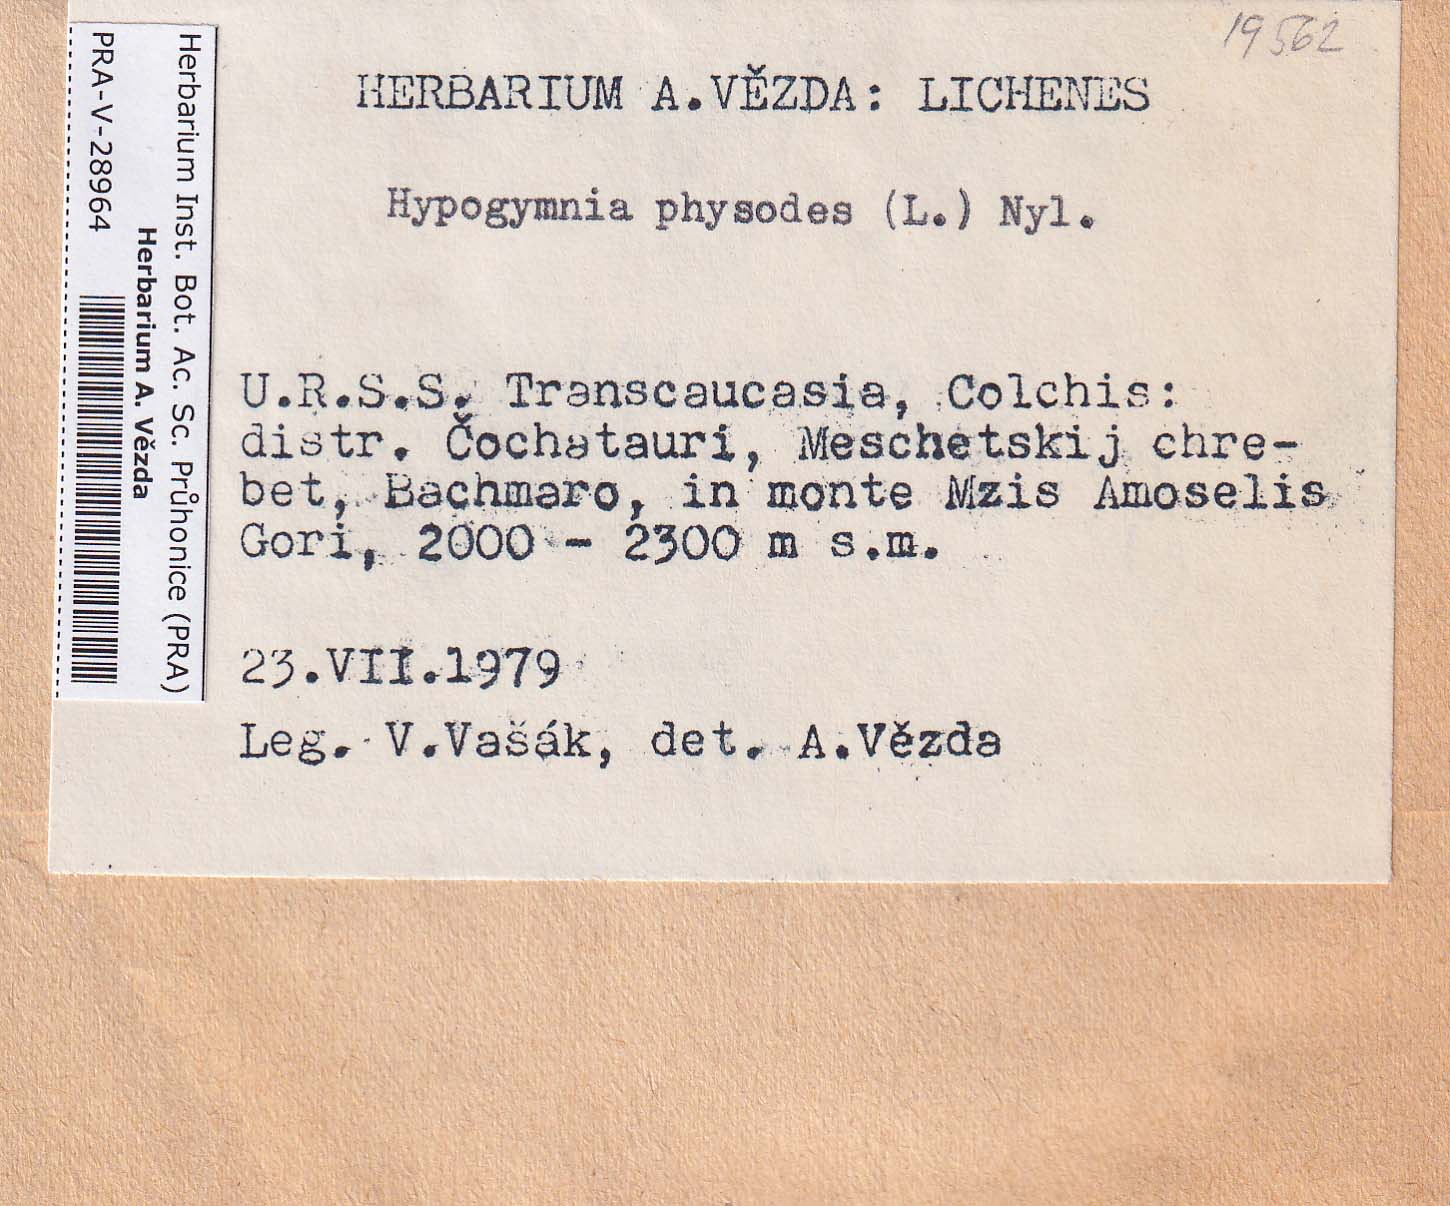 19562
HERBARIUM A.VĚZDA: LICHENES
Hypogymnia physodes (L.) Nyl.
U.R.S.S. Transcaucasia, Colchis:
distr. Čochatauri, Meschetskij chre-
bet, Bachmaro, in monte Mzis Amoselis
Gori, 2000 - 2300 m s.m.
23.VII.1979
Leg. V.Vašák, det. A.Vězda
Herbarium Inst. Bot. Ac. Sc. Průhonice (PRA)
Herbarium A. Vězda
PRA-V-28964